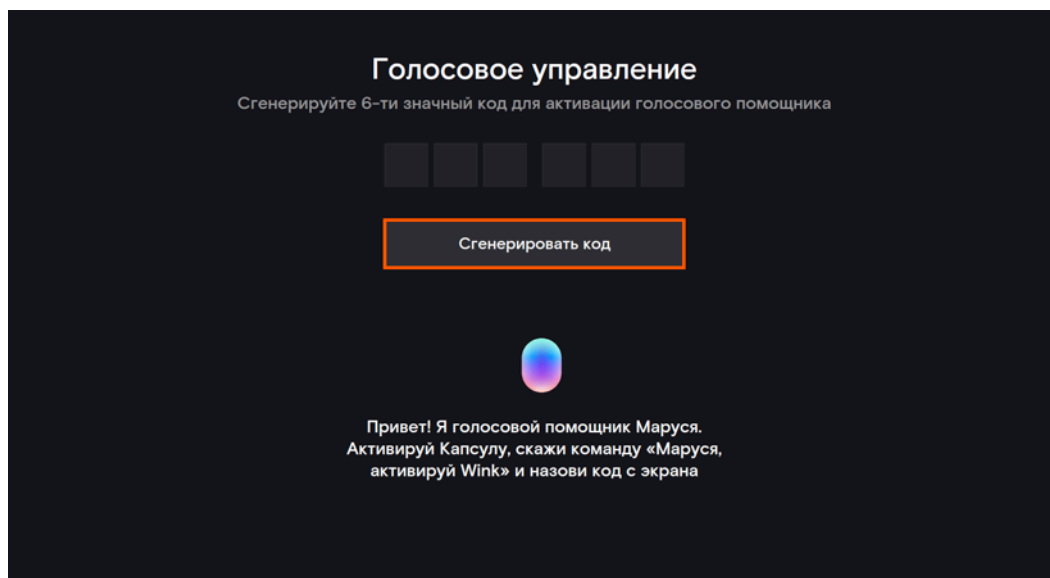 Голосовое управление
Сгенерируйте 6-ти значный код для активации голосового помощника
Сгенерировать код
Привет! Я голосовой помощник Маруся.
Активируй Капсулу, скажи команду «Маруся,
активируй Wink» и назови код с экрана